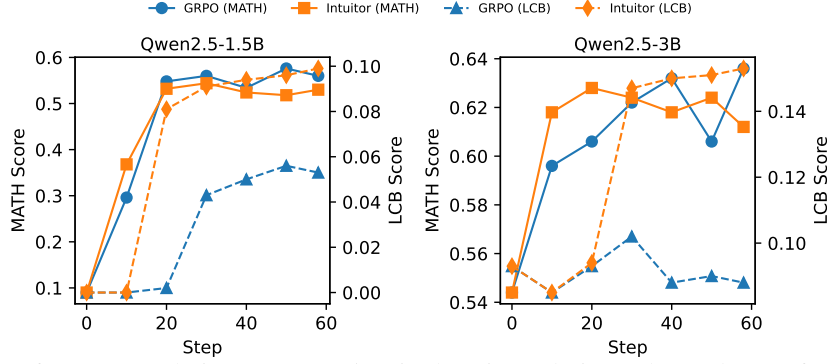 GRPO (MATH) Intuitor (MATH) GRPO (LCB) Intuitor (LCB)
Qwen2.5-1.5B
0.6
0.5
0.4
0.3
0.2
0.1
MATH Score
0.10
0.08
0.06
0.04
0.02
0.00
LCB Score
0 20 40 60
Step
Qwen2.5-3B
0.64
0.62
0.60
0.58
0.56
0.54
MATH Score
0.14
0.12
0.10
LCB Score
0 20 40 60
Step